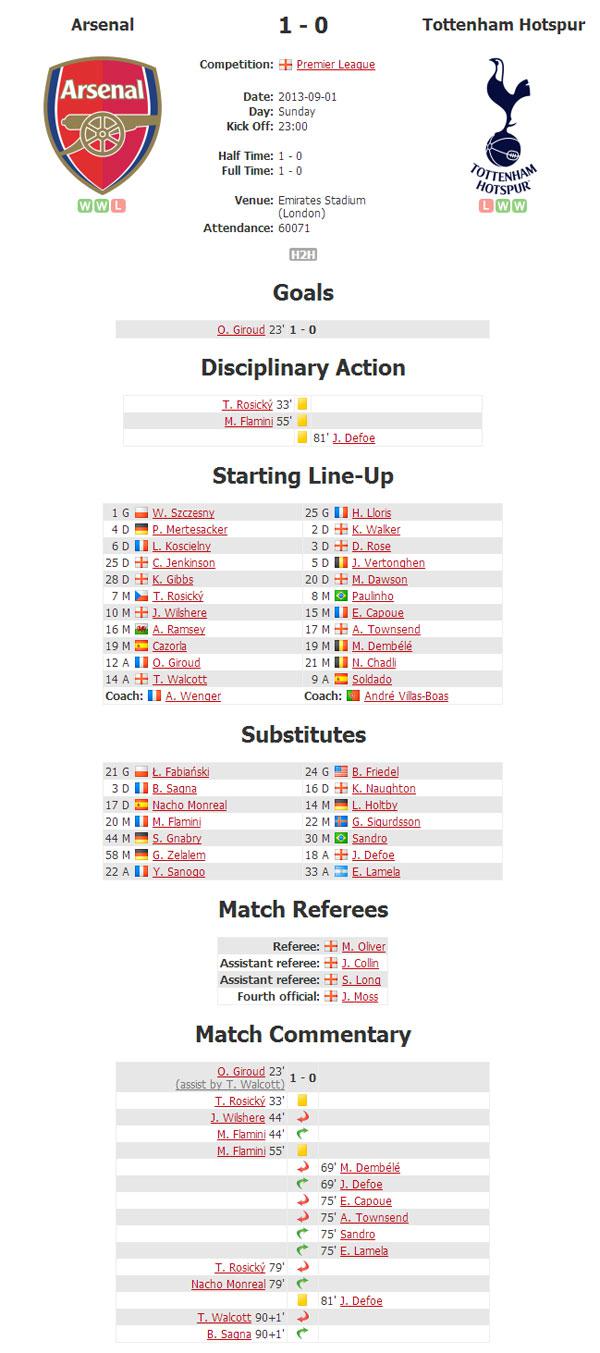 Arsenal 1 - 0 Tottenham Hotspur
Competition: Premier League
Arsenal
Date: 2013-09-01
Day: Sunday
Kick Off: 23:00
Half Time: 1 - 0
Full Time: 1 - 0
TOTTENHAM
HOTSPUR
Venue: Emirates Stadium
(London)
W W L
L W W
Attendance: 60071
H2H
Goals
O. Giroud 23' 1 - 0
Disciplinary Action
T. Rosický 33'
M. Flamini 55'
81' J. Defoe
Starting Line-Up
1 G W. Szczesny 25 G H. Lloris
4 D P. Mertesacker 2 D K. Walker
6 D L. Koscielny 3 D D. Rose
25 D C. Jenkinson 5 D J. Vertonghen
28 D K. Gibbs 20 D M. Dawson
7 M T. Rosický 8 M Paulinho
10 M J. Wilshere 15 M E. Capoue
16 M A. Ramsey 17 M A. Townsend
19 M Cazorla 19 M M. Dembélé
12 A O. Giroud 21 M N. Chadli
14 A T. Walcott 9 A Soldado
Coach: A. Wenger Coach: André Villas-Boas
Substitutes
21 G Ł. Fabiański 24 G B. Friedel
3 D B. Sagna 16 D K. Naughton
17 D Nacho Monreal 14 M L. Holtby
20 M M. Flamini 22 M G. Sigurdsson
44 M S. Gnabry 30 M Sandro
58 M G. Zelalem 18 A J. Defoe
22 A Y. Sanogo 33 A E. Lamela
Match Referees
Referee: M. Oliver
Assistant referee: J. Collin
Assistant referee: S. Long
Fourth official: J. Moss
Match Commentary
O. Giroud 23' 1 - 0
(assist by T. Walcott)
T. Rosický 33'
J. Wilshere 44'
M. Flamini 44'
M. Flamini 55'
69' M. Dembélé
69' J. Defoe
75' E. Capoue
75' A. Townsend
75' Sandro
75' E. Lamela
T. Rosický 79'
Nacho Monreal 79'
81' J. Defoe
T. Walcott 90+1'
B. Sagna 90+1'